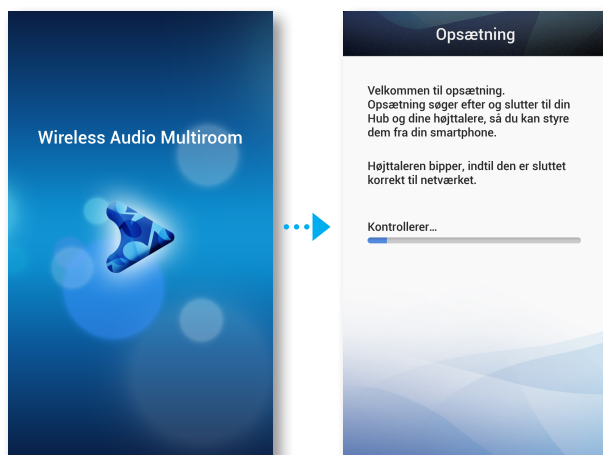 Wireless Audio Multiroom
Opsætning
Velkommen til opsætning.
Opsætning søger efter og slutter til din
Hub og dine højttalere, så du kan styre
dem fra din smartphone.
Højttaleren bipper, indtil den er sluttet
korrekt til netværket.
Kontrollerer...